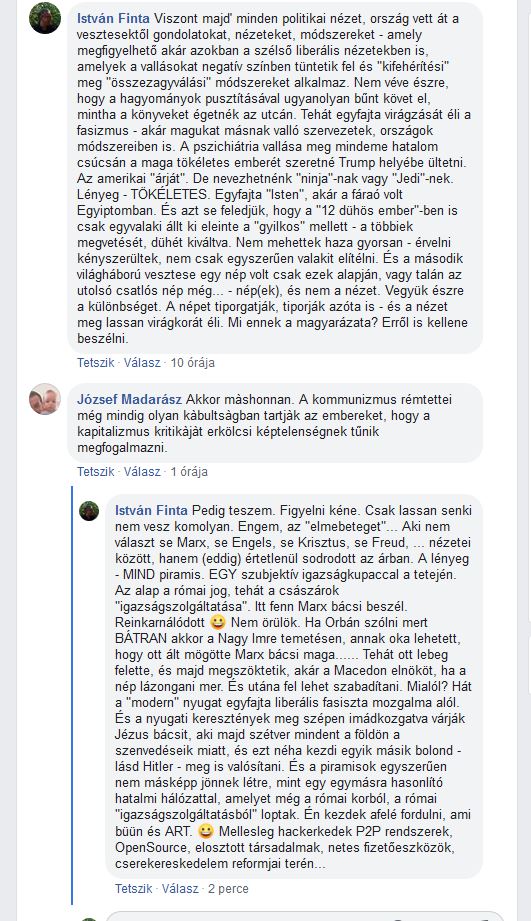 István Finta Viszont majd' minden politikai nézet, ország vett át a
vesztesektől gondolatokat, nézeteket, módszereket - amely
megfigyelhető akár azokban a szélső liberális nézetekben is,
amelyek a vallásokat negatív színben tüntetik fel és "kifehérítési"
meg "összezagyválási" módszereket alkalmaz. Nem véve észre,
hogy a hagyományok pusztításával ugyanolyan bűnt követ el,
mintha a könyveket égetnék az utcán. Tehát egyfajta virágzását éli a
fasizmus - akár magukat másnak valló szervezetek, országok
módszereiben is. A pszichiátria vallása meg mindeme hatalom
csúcsán a maga tökéletes emberét szeretné Trump helyébe ültetni.
Az amerikai "árját". De nevezhetnénk "ninja"-nak vagy "Jedi"-nek.
Lényeg - TÖKÉLETES. Egyfajta "Isten", akár a fáraó volt
Egyiptomban. És azt se feledjük, hogy a "12 dühös ember"-ben is
csak egyvalaki állt ki eleinte a "gyilkos" mellett - a többiek
megvetését, dühét kiváltva. Nem mehettek haza gyorsan - érvelni
kényszerültek, nem csak egyszerűen valakit elítélni. És a második
világháború vesztese egy nép volt csak ezek alapján, vagy talán az
utolsó csatlós nép még... - nép(ek), és nem a nézet. Vegyük észre
a különbséget. A népet tiporgatják, tiporják azóta is - és a nézet
meg lassan virágkorát éli. Mi ennek a magyarázata? Erről is kellene
beszélni.
Tetszik · Válasz · 10 órája
József Madarász Akkor màshonnan. A kommunizmus rémtettei
még mindig olyan kàbultsàgban tartjàk az embereket, hogy a
kapitalizmus kritikàjàt erkölcsi képtelenségnek tűnik
megfogalmazni.
Tetszik · Válasz · 1 órája
István Finta Pedig teszem. Figyelni kéne. Csak lassan senki
nem vesz komolyan. Engem, az "elmebeteget"... Aki nem
választ se Marx, se Engels, se Krisztus, se Freud, ... nézetei
között, hanem (eddig) értetlenül sodrodott az árban. A lényeg
- MIND piramis. EGY szubjektív igazságkupaccal a tetején.
Az alap a római jog, tehát a császárok
"igazságszolgáltatása". Itt fenn Marx bácsi beszél.
Reinkarnálódott 😀 Nem örülök. Ha Orbán szólni mert
BÁTRAN akkor a Nagy Imre temetésen, annak oka lehetett,
hogy ott ált mögötte Marx bácsi maga...... Tehát ott lebeg
felette, és majd megszöktetik, akár a Macedon elnököt, ha a
nép lázongani mer. És utána fel lehet szabadítani. Mialól? Hát
a "modern" nyugat egyfajta liberális fasiszta mozgalma alól.
És a nyugati keresztények meg szépen imádkozgatva várják
Jézus bácsit, aki majd szétver mindent a földön a
szenvedéseik miatt, és ezt néha kezdi egyik másik bolond -
lásd Hitler - meg is valósítani. És a piramisok egyszerűen
nem másképp jönnek létre, mint egy egymásra hasonlító
hatalmi hálózattal, amelyet még a római korból, a római
"igazságszolgáltatásból" loptak. Én kezdek afelé fordulni, ami
büün és ART. 😀 Mellesleg hackerkedek P2P rendszerek,
OpenSource, elosztott társadalmak, netes fizetőeszközök,
cserekereskedelem reformjai terén...
Tetszik · Válasz · 2 perce